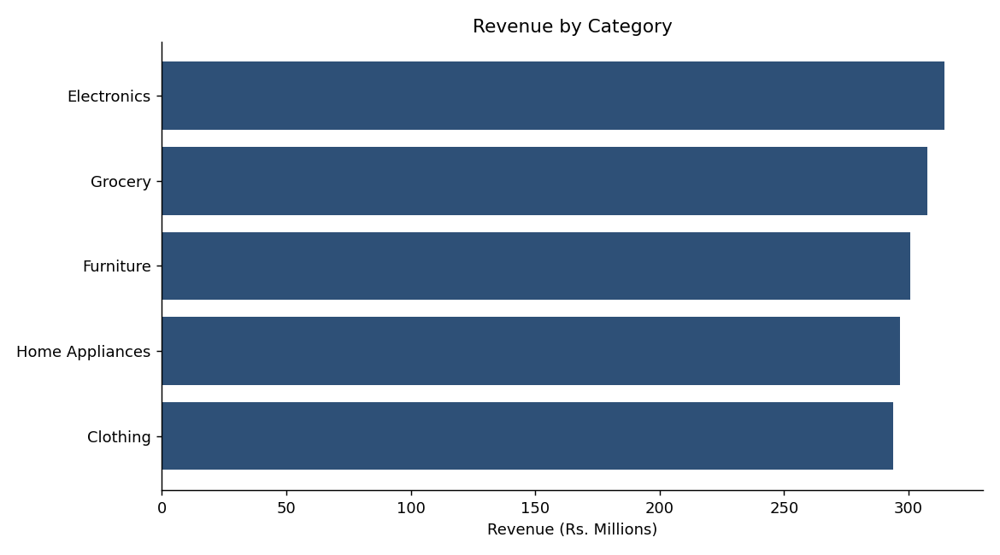 Revenue by Category
Electronics
Grocery
Furniture
Home Appliances
Clothing
0 50 100 150 200 250 300
Revenue (Rs. Millions)